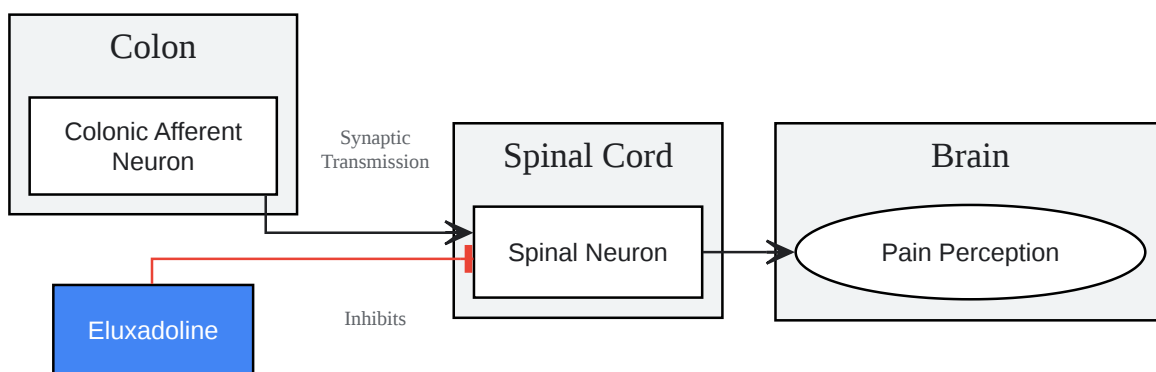 Colon
Colonic Afferent
Neuron
Synaptic
Transmission
Spinal Cord
Spinal Neuron
Brain
Pain Perception
Eluxadoline
Inhibits